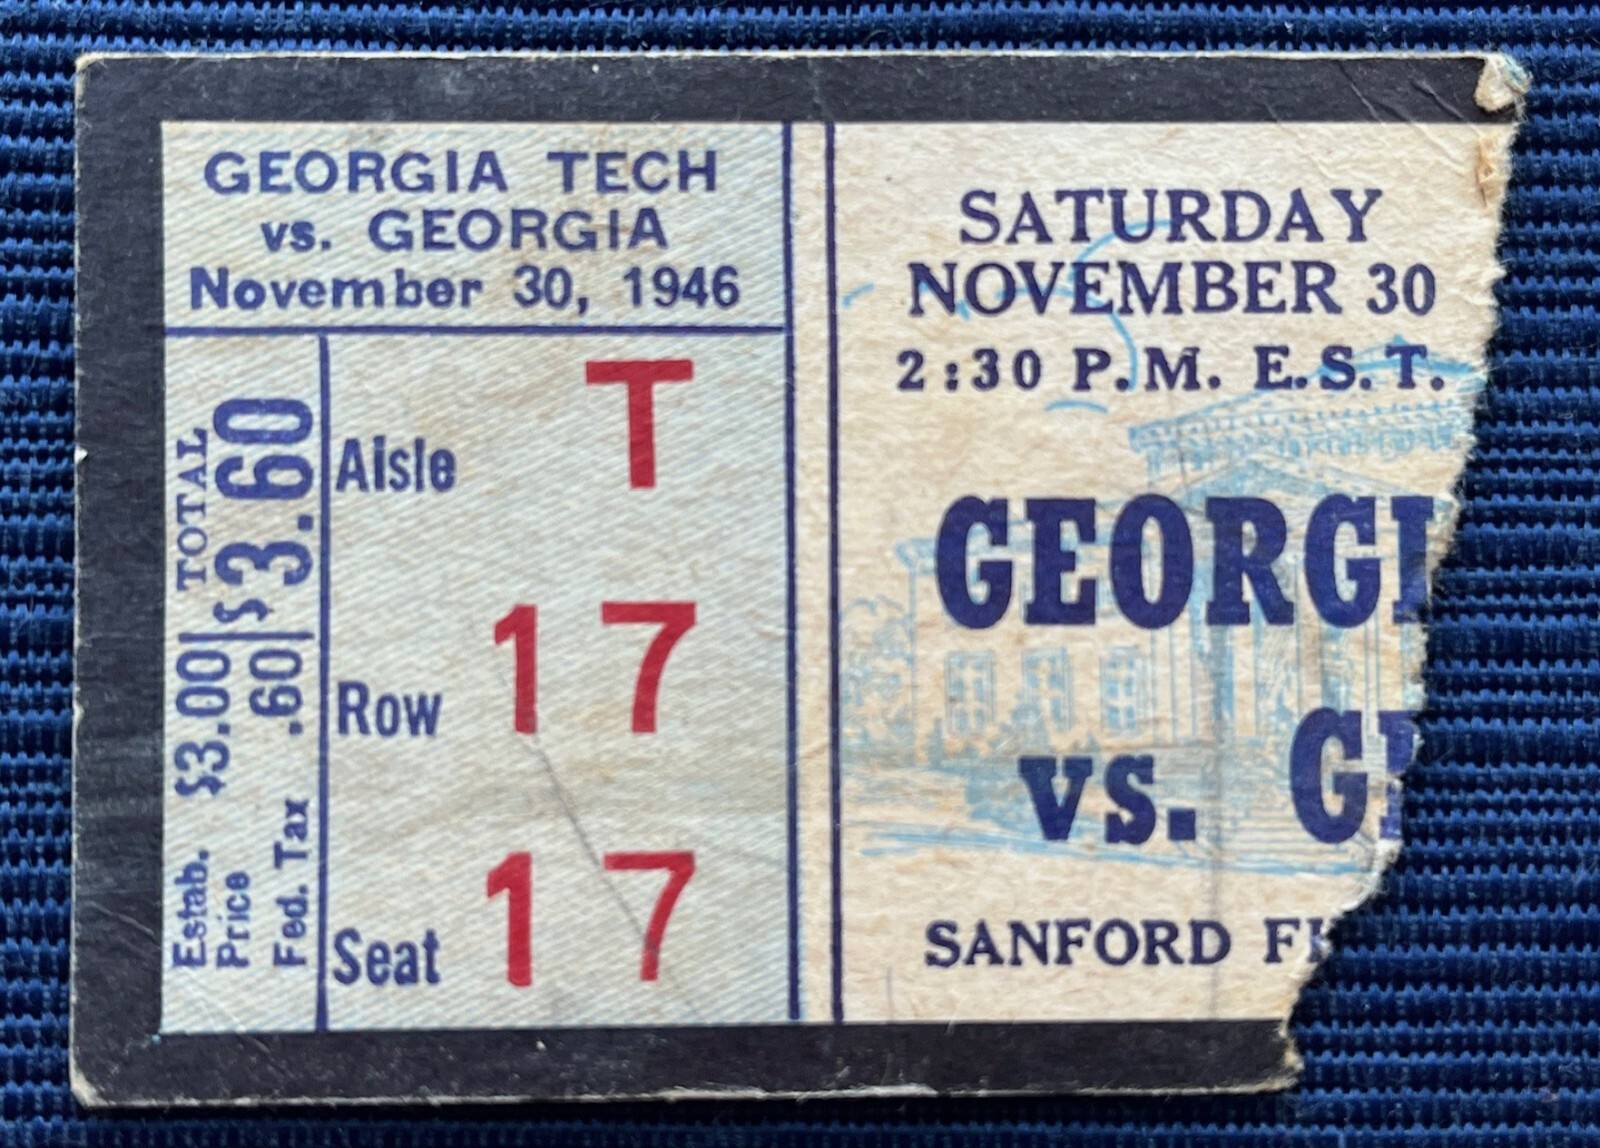 GEORGIA TECH
vs. GEORGIA
November 30, 1946
Estab. Price $3.00
Fed. Tax .60
TOTAL $3.60
Aisle T
Row 17
Seat 17
SATURDAY
NOVEMBER 30
2:30 P.M. E.S.T.
GEORGI
vs. G
SANFORD FI